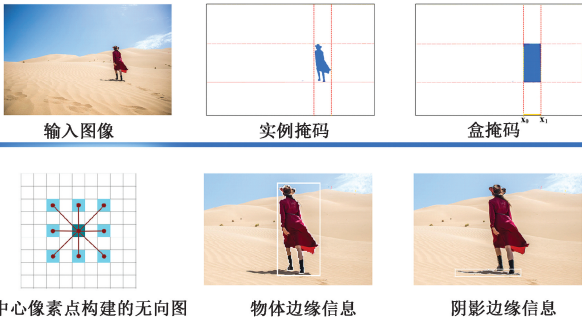 输入图像
实例掩码
盒掩码
x₀ x₁
中心像素点构建的无向图
物体边缘信息
阴影边缘信息